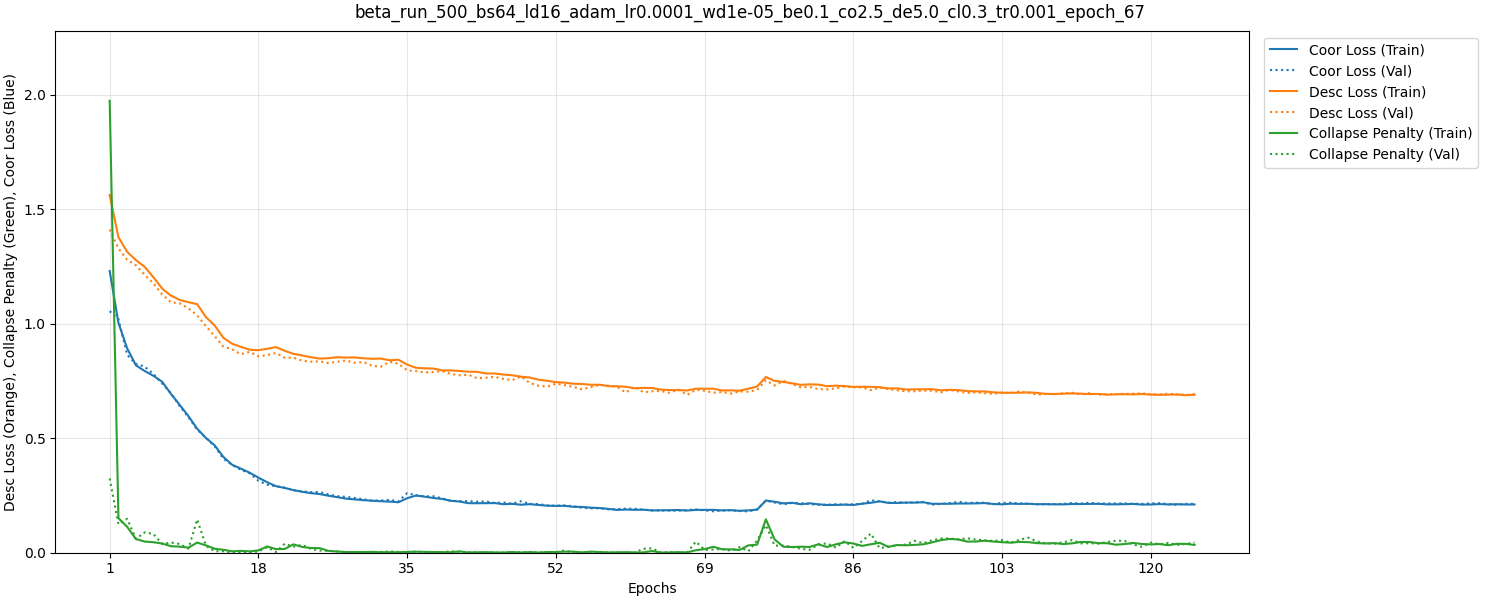 beta_run_500_bs64_ld16_adam_lr0.0001_wd1e-05_be0.1_co2.5_de5.0_cl0.3_tr0.001_epoch_67
Desc Loss (Orange), Collapse Penalty (Green), Coor Loss (Blue)
2.0
1.5
1.0
0.5
0.0
1 18 35 52 69 86 103 120
Epochs
Coor Loss (Train)
Coor Loss (Val)
Desc Loss (Train)
Desc Loss (Val)
Collapse Penalty (Train)
Collapse Penalty (Val)